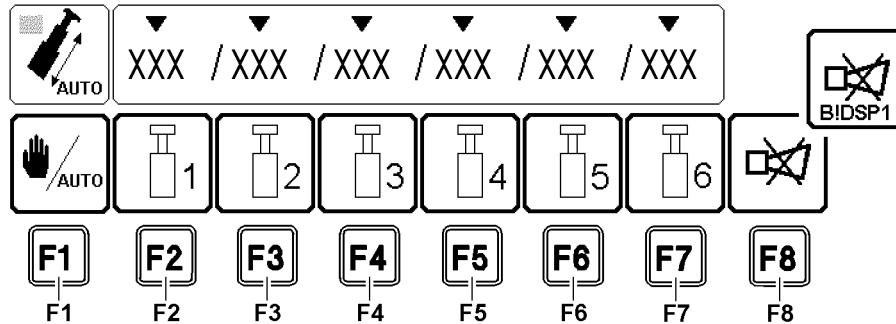 AUTO
XXX / XXX / XXX / XXX / XXX / XXX
B!DSP1
/AUTO
1 2 3 4 5 6
F1 F2 F3 F4 F5 F6 F7 F8
F1 F2 F3 F4 F5 F6 F7 F8